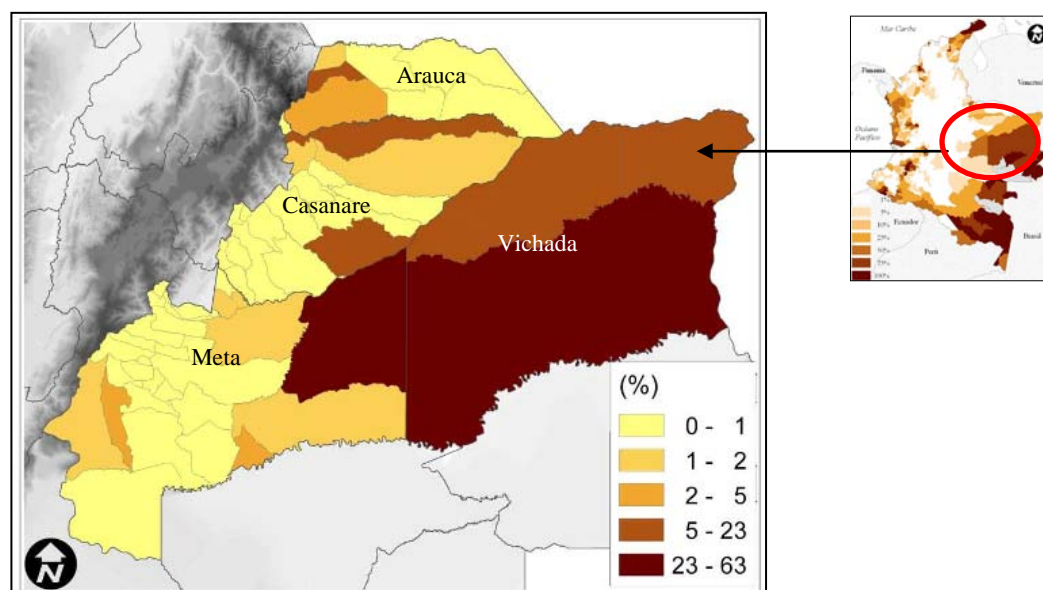 Arauca
Casanare
Vichada
Meta
(%)
0 - 1
1 - 2
2 - 5
5 - 23
23 - 63
N
Mar Caribe
N
Panamá
Océano
Pacífico
Ecuador
Perú
Brasil